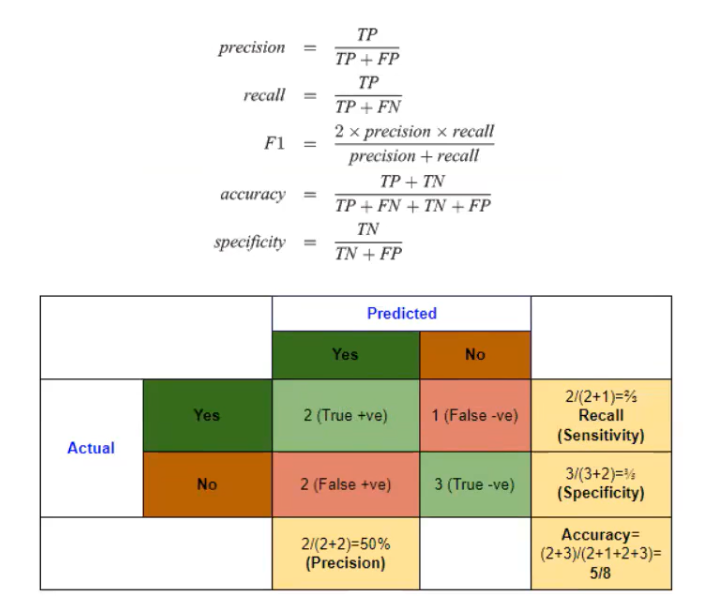 precision = TP / TP + FP
recall = TP / TP + FN
F1 = 2 × precision × recall / precision + recall
accuracy = TP + TN / TP + FN + TN + FP
specificity = TN / TN + FP
Predicted
Yes No
Actual
Yes 2 (True +ve) 1 (False -ve)
2/(2+1)=⅔
Recall
(Sensitivity)
No 2 (False +ve) 3 (True -ve)
3/(3+2)=
(Specificity)
2/(2+2)=50%
(Precision)
Accuracy=
(2+3)/(2+1+2+3)=
5/8